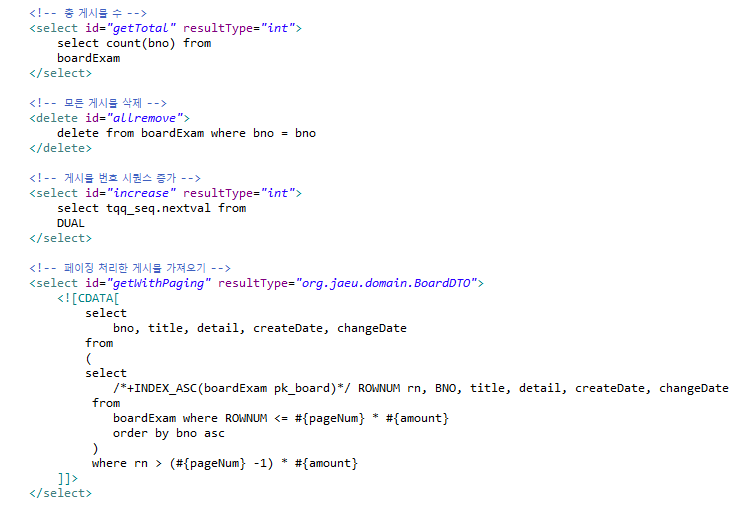 <!-- 총 게시물 수 -->
<select id="getTotal" resultType="int">
select count(bno) from
boardExam
</select>
<!-- 모든 게시물 삭제 -->
<delete id="allremove">
delete from boardExam where bno = bno
</delete>
<!-- 게시물 번호 시퀀스 증가 -->
<select id="increase" resultType="int">
select tqq_seq.nextval from
DUAL
</select>
<!-- 페이징 처리한 게시물 가져오기 -->
<select id="getWithPaging" resultType="org.jaeu.domain.BoardDTO">
<![CDATA[
select
bno, title, detail, createDate, changeDate
from
(
select
/*+INDEX_ASC(boardExam pk_board)*/ ROWNUM rn, BNO, title, detail, createDate, changeDate
from
boardExam where ROWNUM <= #{pageNum} * #{amount}
order by bno asc
)
where rn > (#{pageNum} -1) * #{amount}
]]>
</select>